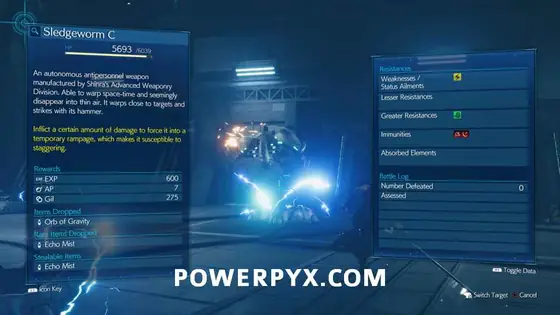 Sledgeworm C
HP 5693 /6039
An autonomous antipersonnel weapon
manufactured by Shinra's Advanced Weaponry
Division. Able to warp space-time and seemingly
disappear into thin air. It warps close to targets and
strikes with its hammer.
Inflict a certain amount of damage to force it into a
temporary rampage, which makes it susceptible to
staggering.
Rewards
EXP 600
AP 7
Gil 275
Items Dropped
Orb of Gravity
Rare Items Dropped
Echo Mist
Stealable Items
Echo Mist
L1 Icon Key
Resistances
Weaknesses /
Status Ailments
Lesser Resistances
Greater Resistances
Immunities
Absorbed Elements
Battle Log
Number Defeated 0
Assessed
Toggle Data
Switch Target Cancel
POWERPYX.COM